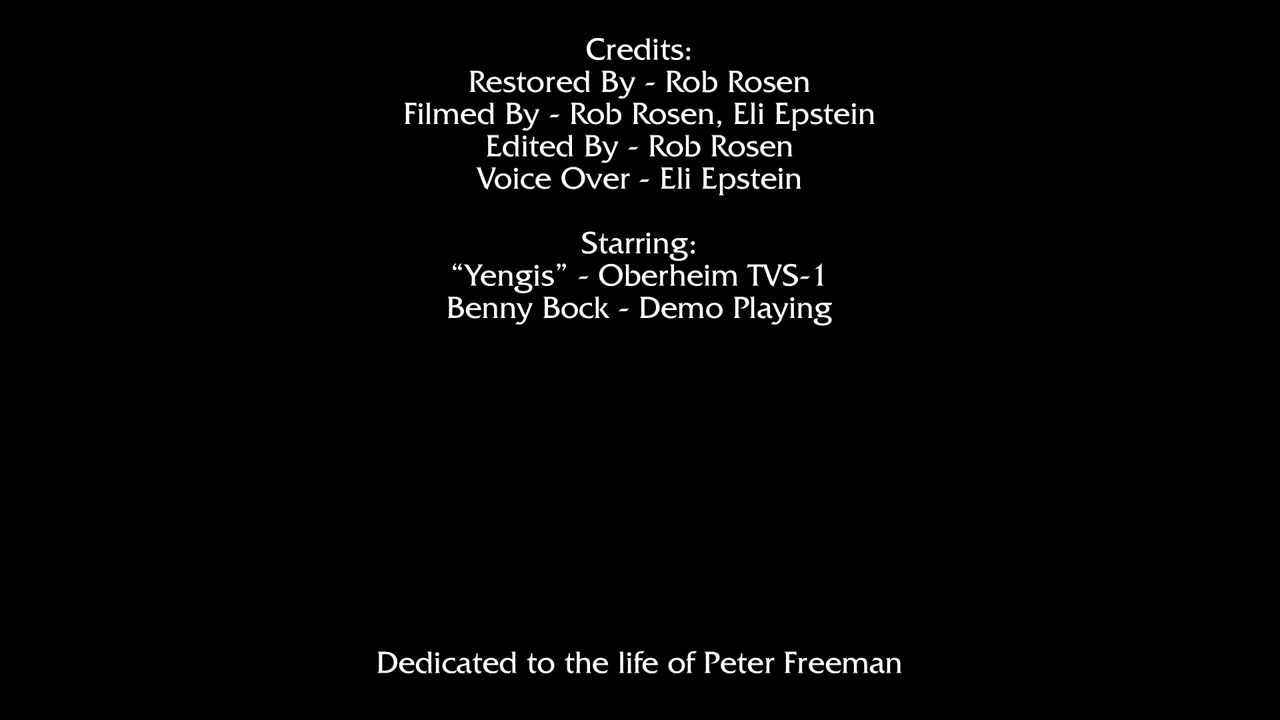 Credits:
Restored By - Rob Rosen
Filmed By - Rob Rosen, Eli Epstein
Edited By - Rob Rosen
Voice Over - Eli Epstein
Starring:
“Yengis” - Oberheim TVS-1
Benny Bock - Demo Playing
Dedicated to the life of Peter Freeman